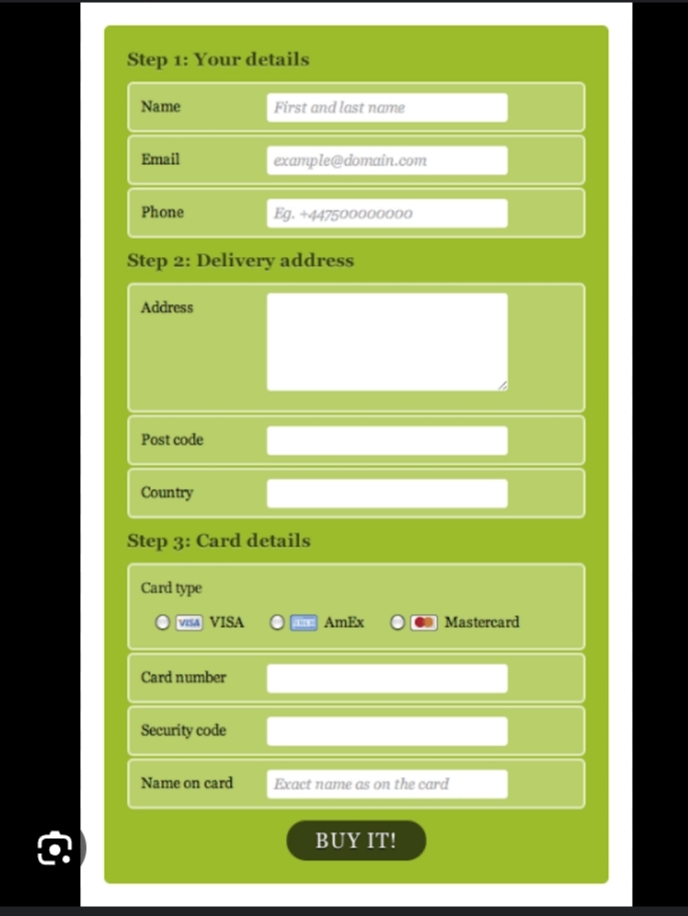 Step 1: Your details
Name First and last name
Email example@domain.com
Phone Eg. +447500000000
Step 2: Delivery address
Address
Post code
Country
Step 3: Card details
Card type
VISA VISA AmEx Mastercard
Card number
Security code
Name on card Exact name as on the card
BUY IT!